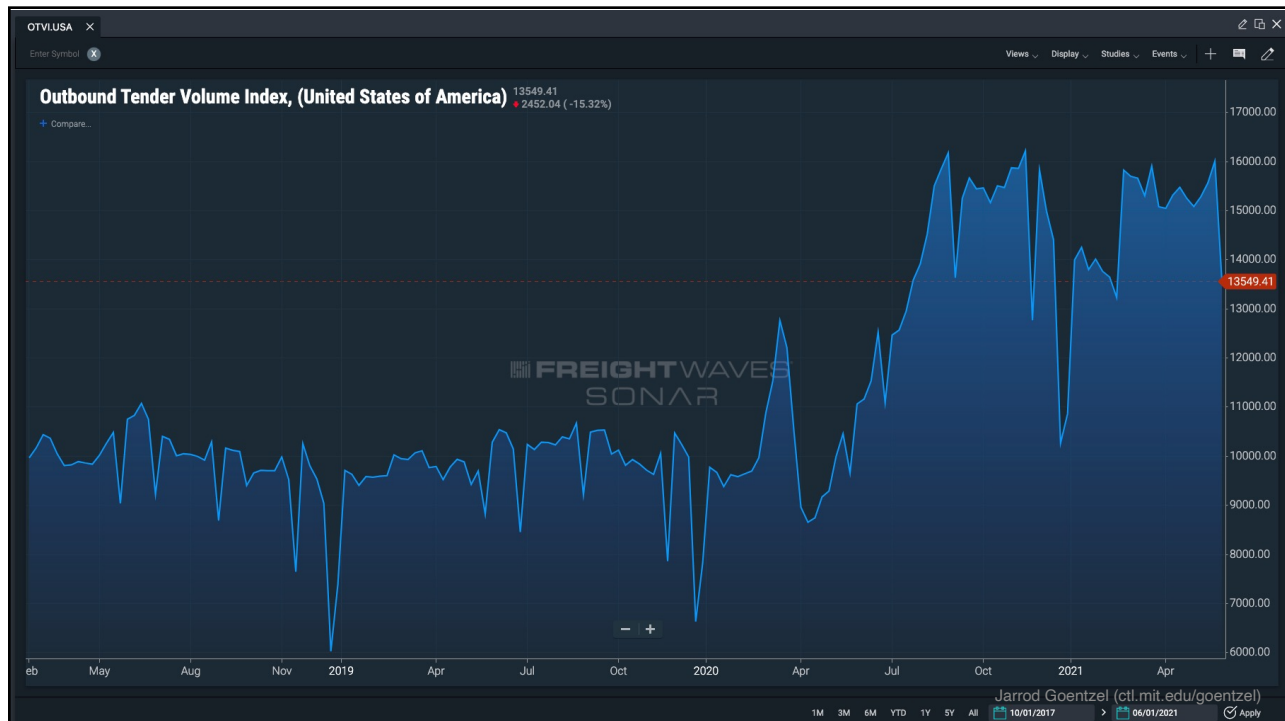 OTVI.USA
Enter Symbol X
Views Display Studies Events
Outbound Tender Volume Index, (United States of America) 13549.41
2452.04 ( -15.32%)
+ Compare...
17000.00
16000.00
15000.00
14000.00
13549.41
13000.00
12000.00
11000.00
10000.00
9000.00
8000.00
7000.00
6000.00
FREIGHTWAVES
SONAR
eb May Aug Nov 2019 Apr Jul Oct 2020 Apr Jul Oct 2021 Apr
Jarrod Goentzel (ctl.mit.edu/goentzel)
1M 3M 6M YTD 1Y 5Y All 10/01/2017 > 06/01/2021 Apply